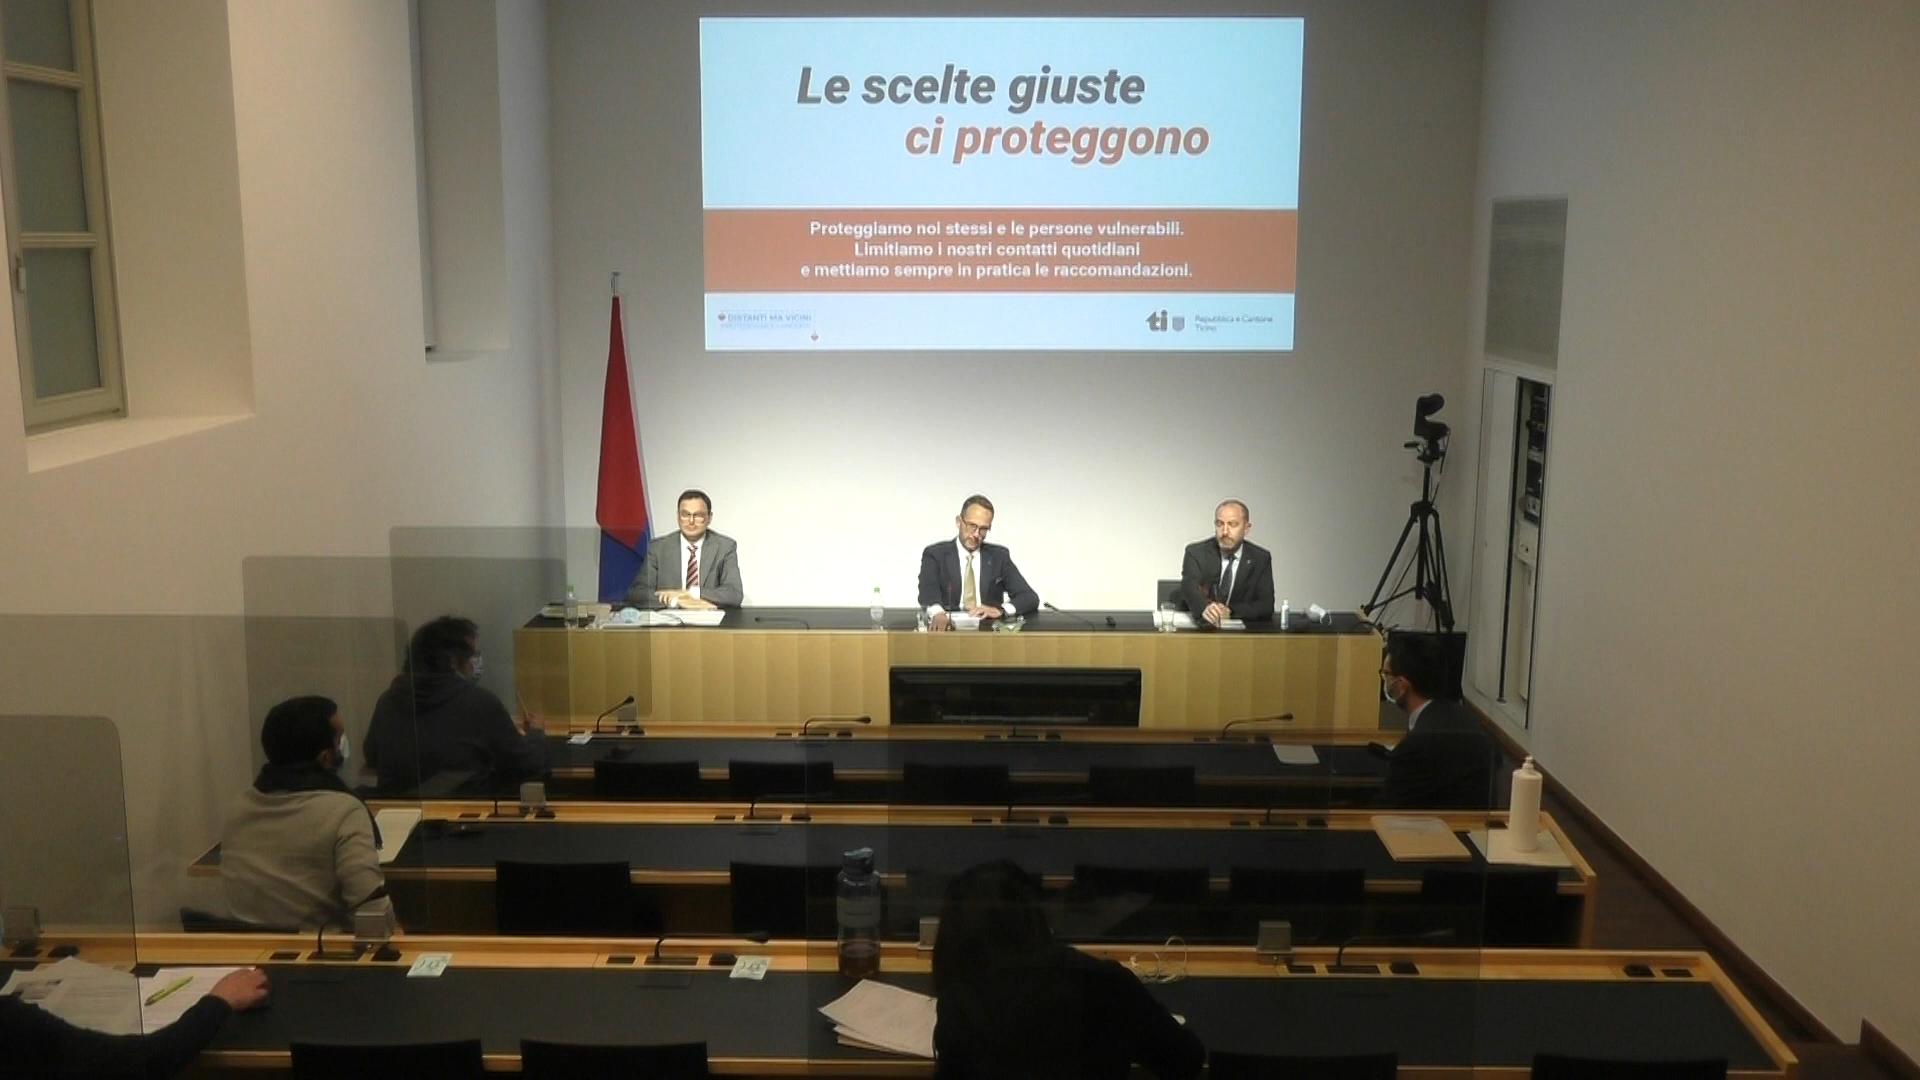 Le scelte giuste
ci proteggono
Proteggiamo noi stessi e le persone vulnerabili.
Limitiamo i nostri contatti quotidiani
e mettiamo sempre in pratica le raccomandazioni.
DISTANTI MA VICINI
ti
Repubblica e Cantone
Ticino